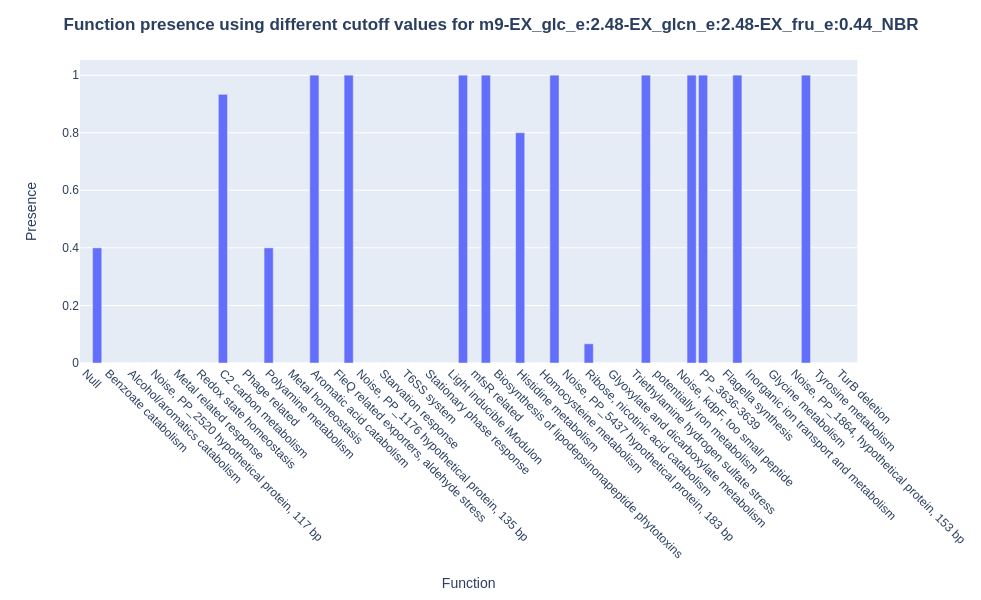 Function presence using different cutoff values for m9-EX_glc_e:2.48-EX_glcn_e:2.48-EX_fru_e:0.44_NBR
Presence
1
0.8
0.6
0.4
0.2
0
Null
Benzoate catabolism
Alcohol/aromatics catabolism
Noise, PP_2520 hypothetical protein, 117 bp
Metal related response
Redox state homeostasis
C2 carbon metabolism
Phage related
Polyamine metabolism
Metal homeostasis
Aromatic acid catabolism
FleQ related exporters, aldehyde stress
Noise, PP_1176 hypothetical protein, 135 bp
Starvation response
T6SS system
Stationary phase response
Light inducible iModulon
mfsR related
Biosynthesis of lipodepsinonapeptide phytotoxins
Histidine metabolism
Homocysteine metabolism
Noise, PP_5437 hypothetical protein, 183 bp
Ribose, nicotinic acid catabolism
Glyoxylate and dicarboxylate metabolism
Triethylamine hydrogen sulfate stress
potentially iron metabolism
Noise, kdpF, too small peptide
PP_3636-3639
Flagella synthesis
Inorganic ion transport and metabolism
Glycine metabolism
Noise, PP_1864, hypothetical protein, 153 bp
Tyrosine metabolism
TurB deletion
Function